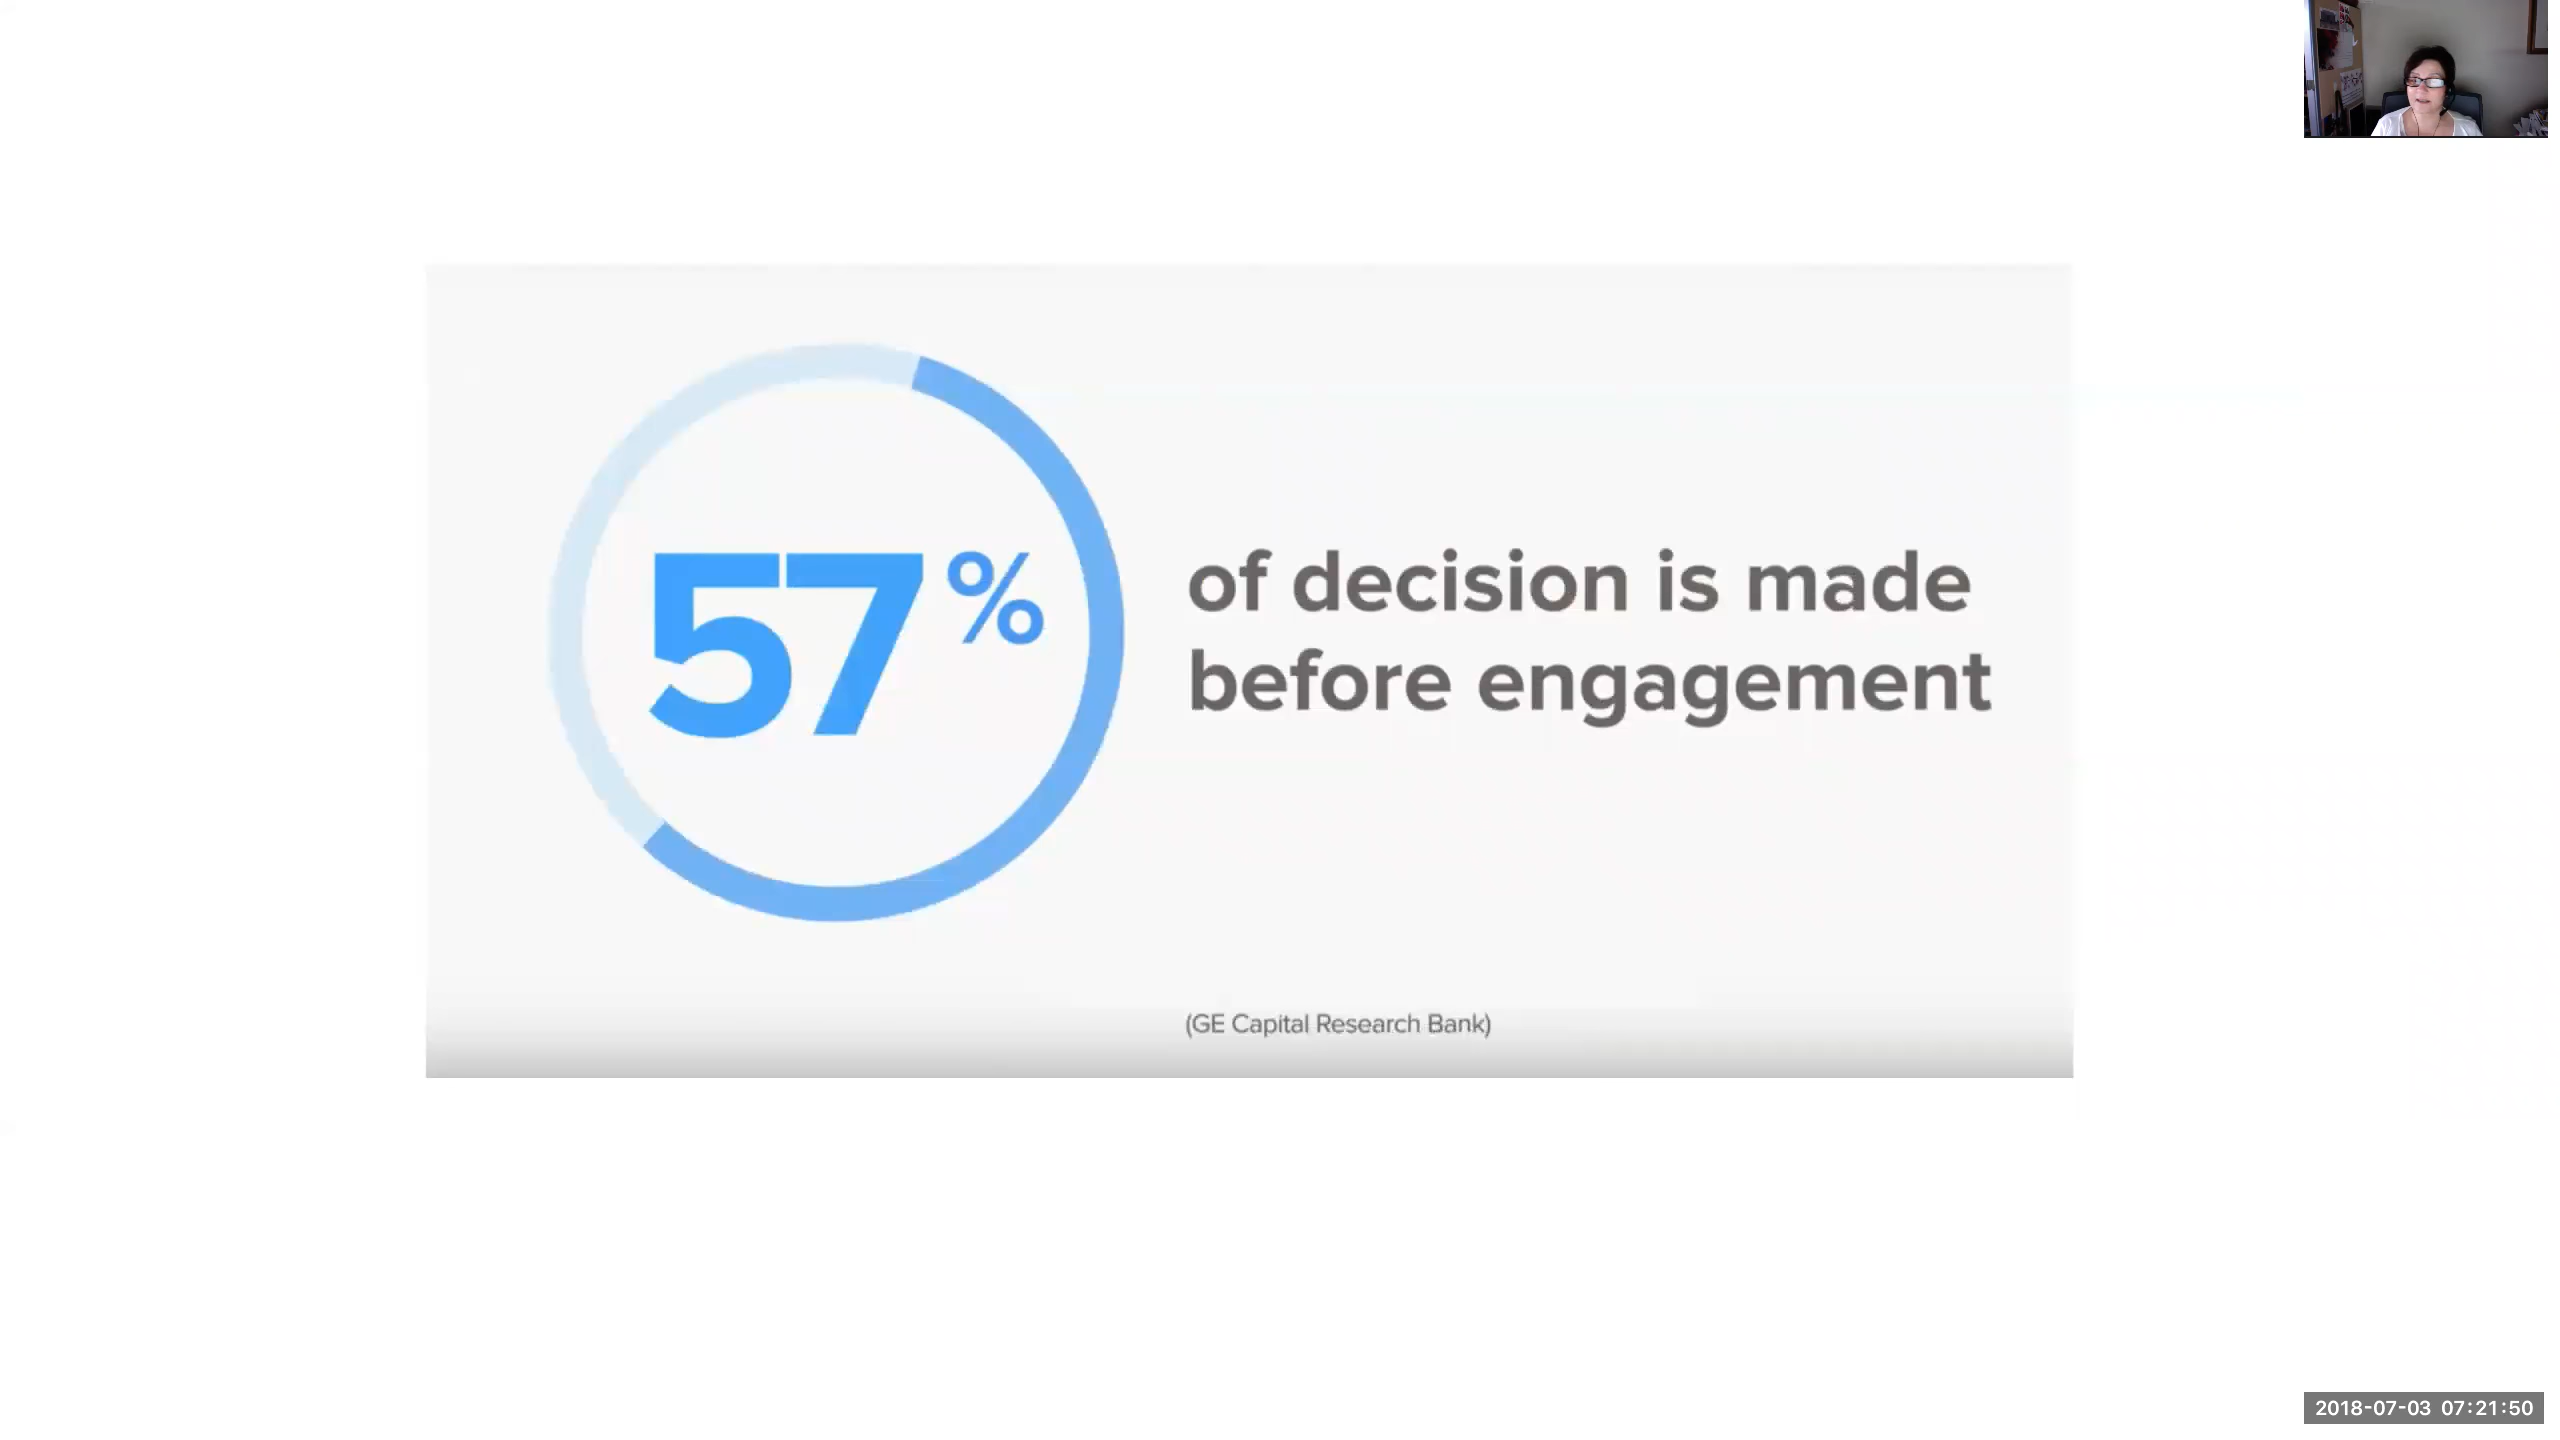 57%
of decision is made
before engagement
(GE Capital Research Bank)
2018-07-03 07:21:50